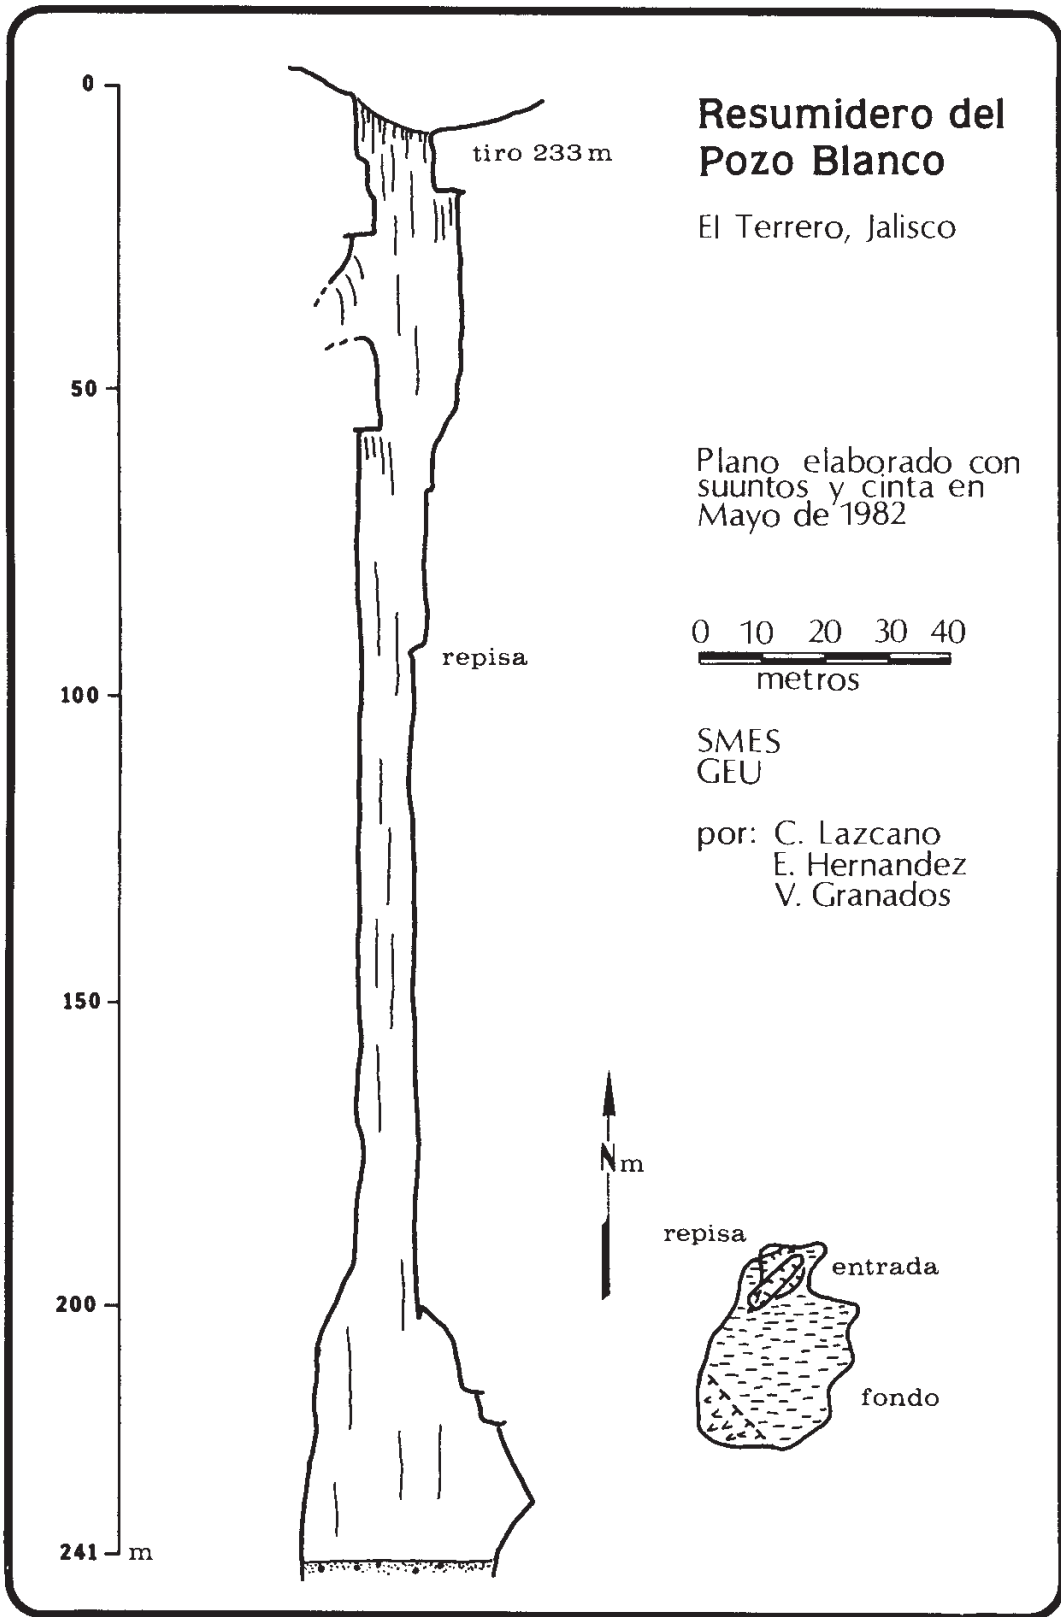 Resumidero del
Pozo Blanco
El Terrero, Jalisco
0
tiro 233 m
50
Plano elaborado con
suuntos y cinta en
Mayo de 1982
0 10 20 30 40
metros
repisa
100
SMES
GEU
por: C. Lazcano
E. Hernandez
V. Granados
150
Nm
repisa
entrada
200
fondo
241 m